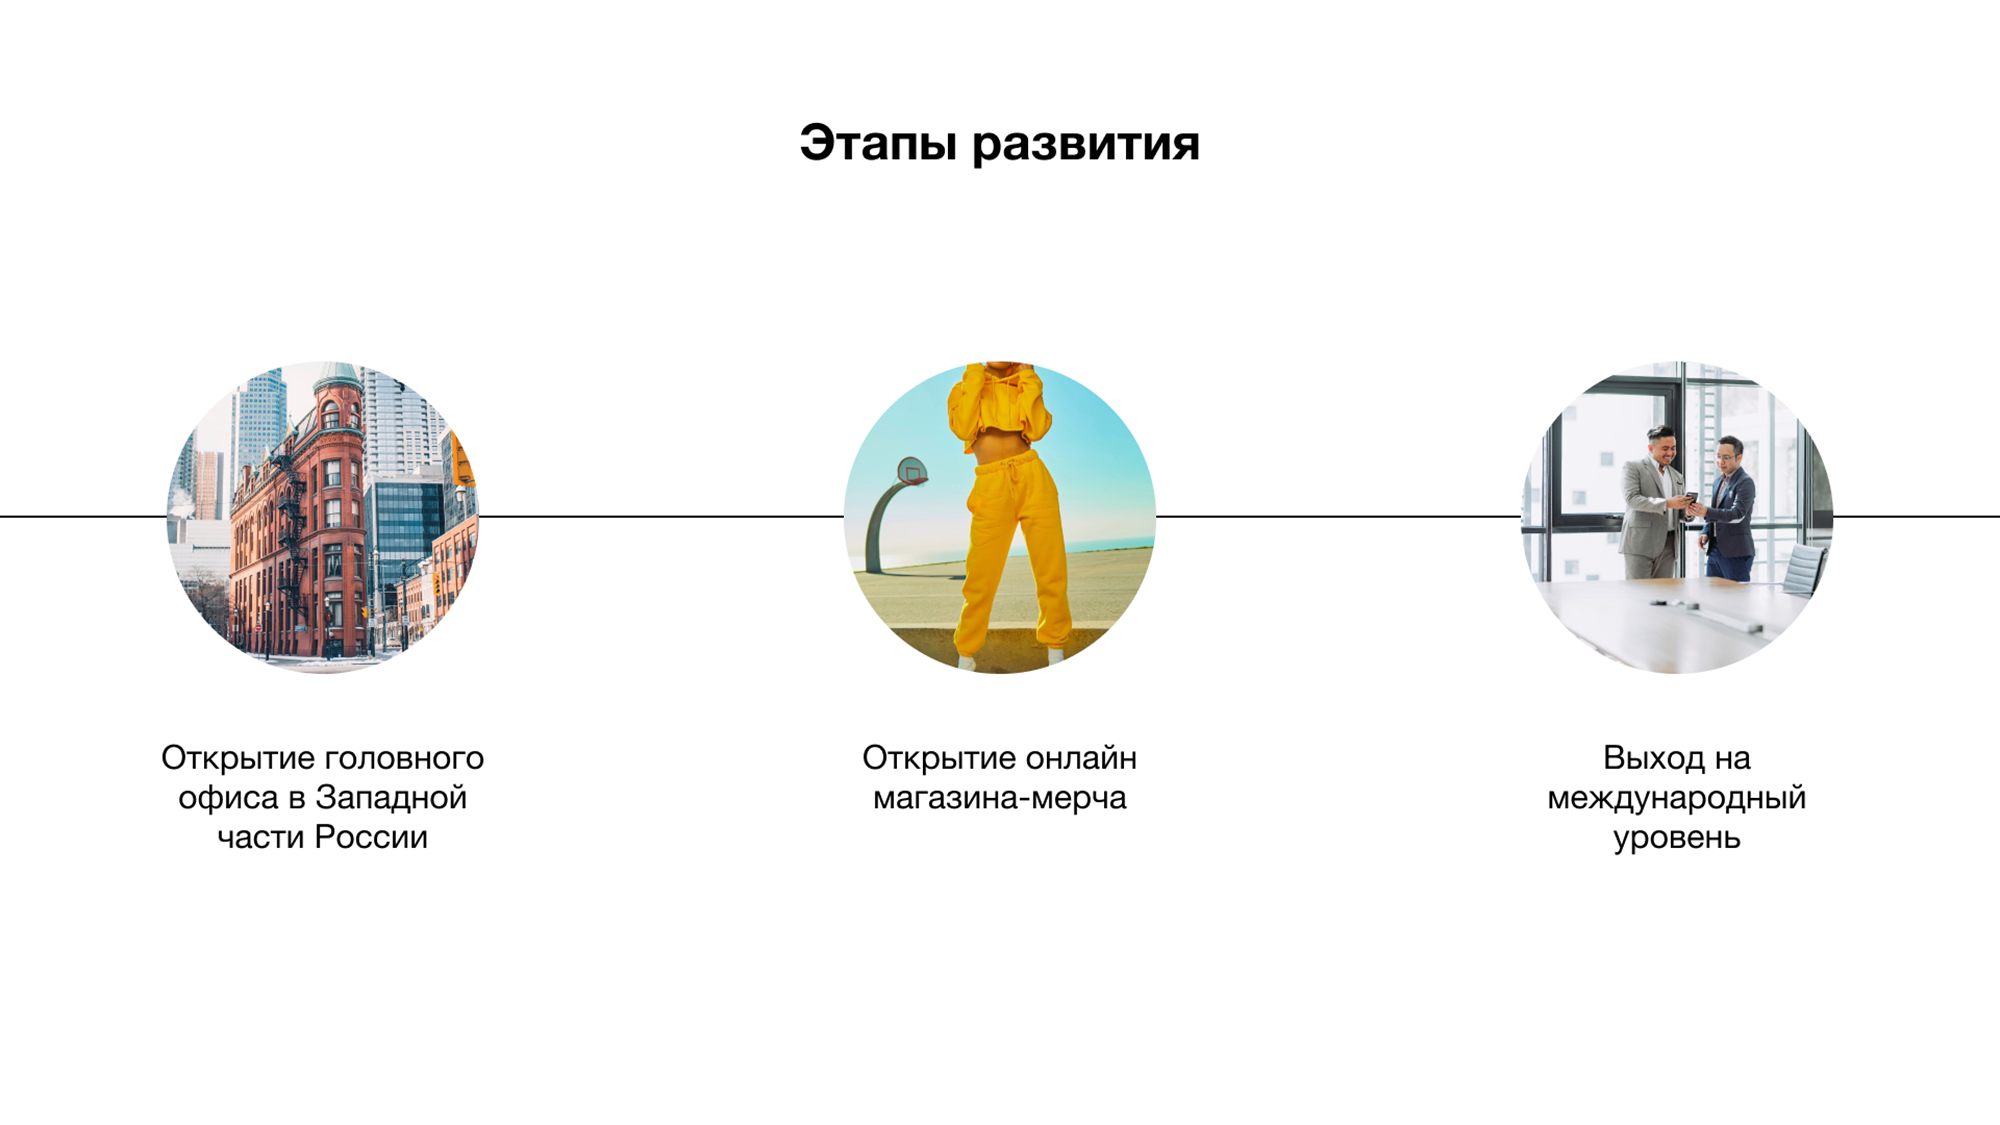 Этапы развития
Открытие головного
офиса в Западной
части России
Открытие онлайн
магазина-мерча
Выход на
международный
уровень